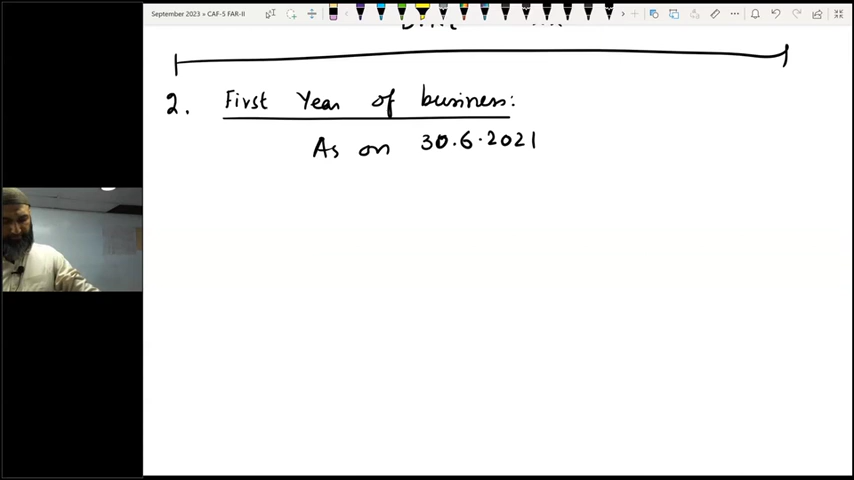 September 2023 » CAF-5 FAR-II
2. First Year of business:
As on 30.6.2021